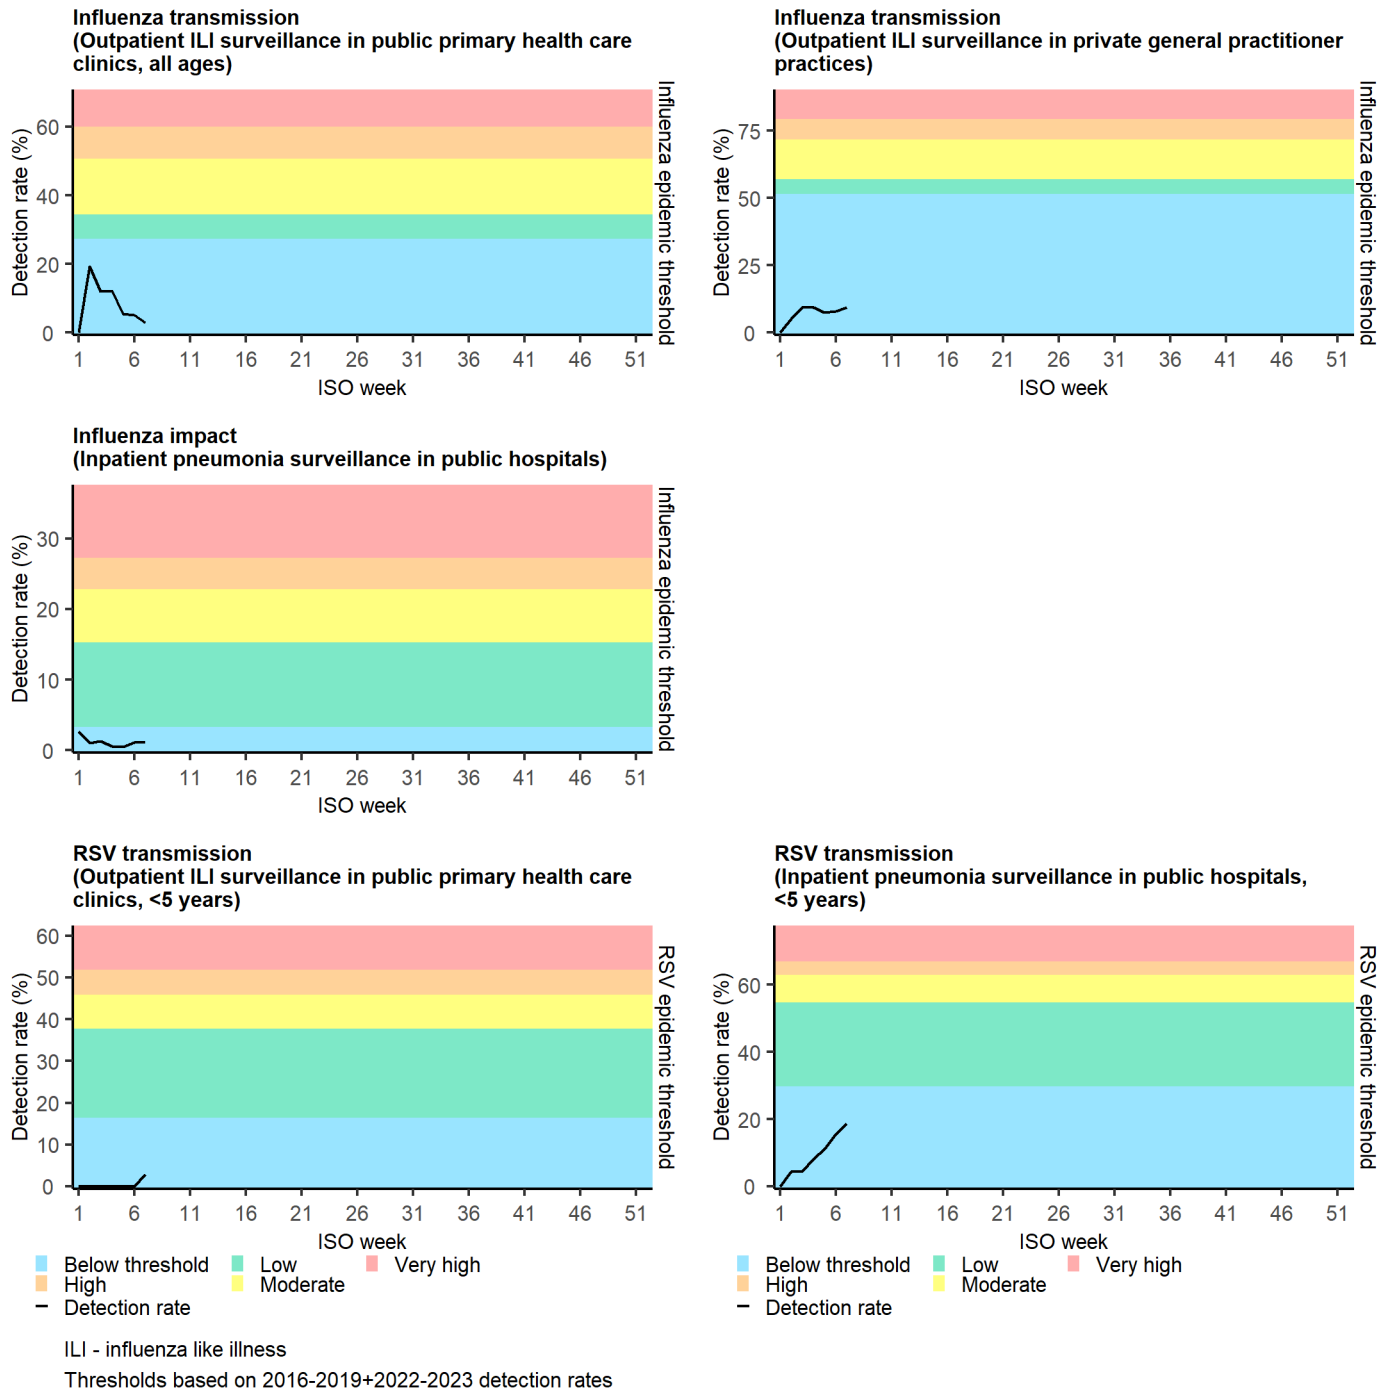 Influenza transmission
(Outpatient ILI surveillance in public primary health care
clinics, all ages)
Detection rate (%)
60
40
20
0
1 6 11 16 21 26 31 36 41 46 51
ISO week
Influenza epidemic threshold
Influenza transmission
(Outpatient ILI surveillance in private general practitioner
practices)
Detection rate (%)
75
50
25
0
1 6 11 16 21 26 31 36 41 46 51
ISO week
Influenza epidemic threshold
Influenza impact
(Inpatient pneumonia surveillance in public hospitals)
Detection rate (%)
30
20
10
0
1 6 11 16 21 26 31 36 41 46 51
ISO week
Influenza epidemic threshold
RSV transmission
(Outpatient ILI surveillance in public primary health care
clinics, <5 years)
Detection rate (%)
60
50
40
30
20
10
0
1 6 11 16 21 26 31 36 41 46 51
ISO week
RSV epidemic threshold
Below threshold Low Very high
High Moderate
Detection rate
RSV transmission
(Inpatient pneumonia surveillance in public hospitals,
<5 years)
Detection rate (%)
60
40
20
0
1 6 11 16 21 26 31 36 41 46 51
ISO week
RSV epidemic threshold
Below threshold Low Very high
High Moderate
Detection rate
ILI - influenza like illness
Thresholds based on 2016-2019+2022-2023 detection rates